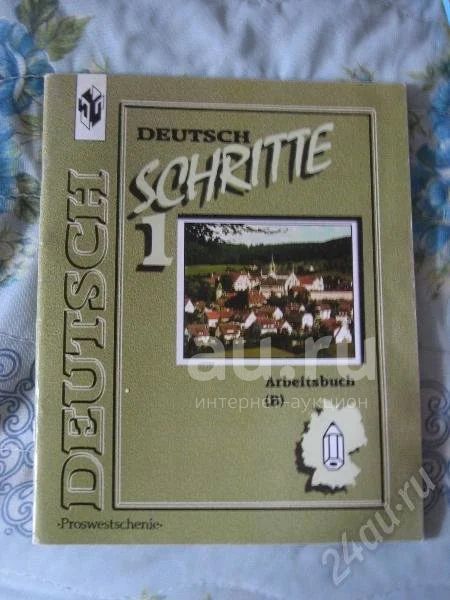 DEUTSCH
DEUTSCH
SCHRITTE
1
Arbeitsbuch
(B)
-Proswestschenie-
au.ru
интернет-аукцион
24au.ru